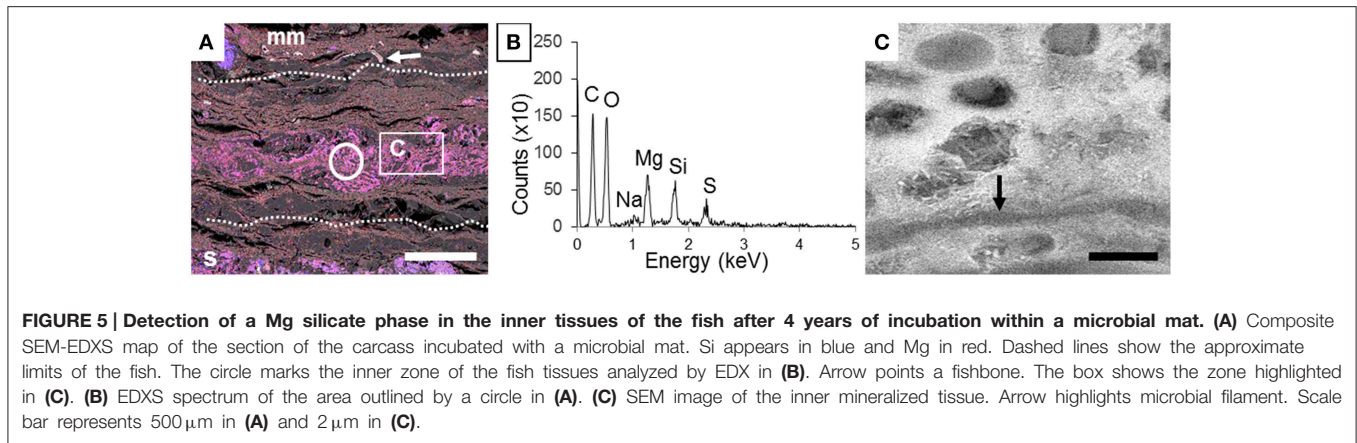 A
mm
C
s
B
Counts (x10)
250
200
150
100
50
0
C O
Na
Mg
Si
S
0 1 2 3 4 5
Energy (keV)
C
FIGURE 5 | Detection of a Mg silicate phase in the inner tissues of the fish after 4 years of incubation within a microbial mat. (A) Composite
SEM-EDXS map of the section of the carcass incubated with a microbial mat. Si appears in blue and Mg in red. Dashed lines show the approximate
limits of the fish. The circle marks the inner zone of the fish tissues analyzed by EDX in (B). Arrow points a fishbone. The box shows the zone highlighted
in (C). (B) EDXS spectrum of the area outlined by a circle in (A). (C) SEM image of the inner mineralized tissue. Arrow highlights microbial filament. Scale
bar represents 500 μm in (A) and 2 μm in (C).